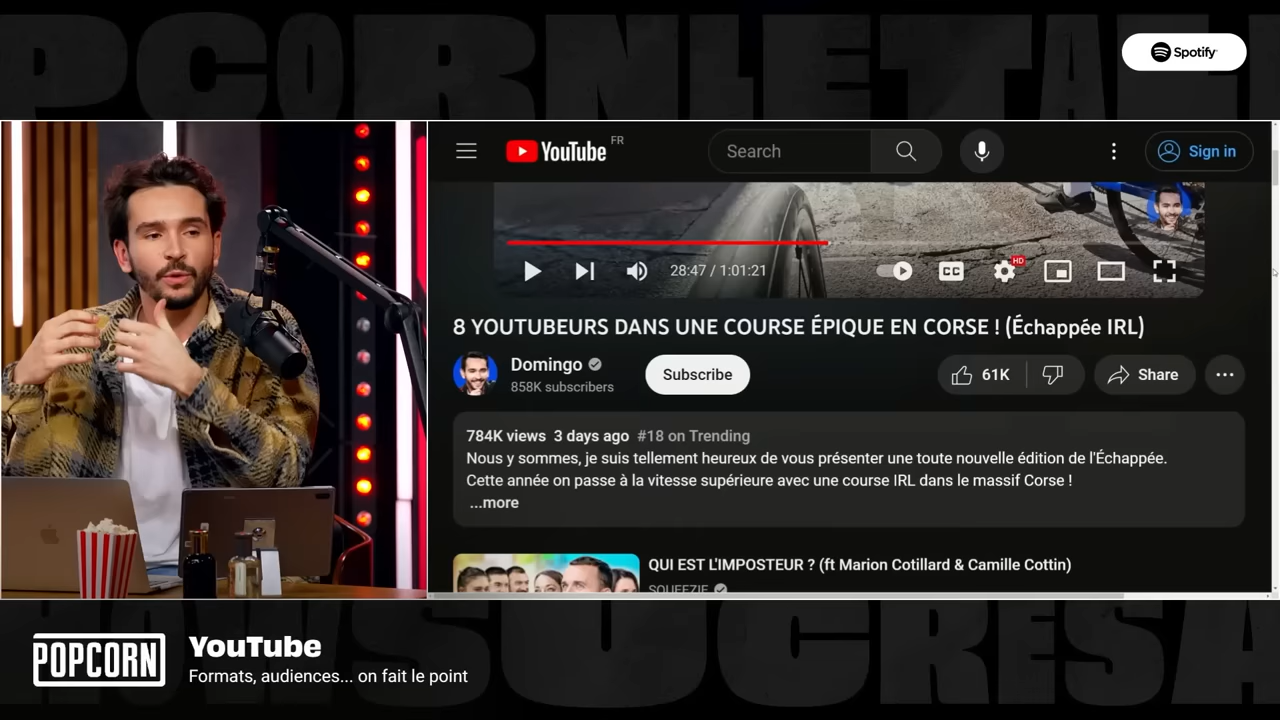 Spotify
YouTube FR
Search
Sign in
28:47 / 1:01:21
CC
HD
8 YOUTUBEURS DANS UNE COURSE ÉPIQUE EN CORSE ! (Échappée IRL)
Domingo
858K subscribers
Subscribe
61K
Share
784K views 3 days ago #18 on Trending
Nous y sommes, je suis tellement heureux de vous présenter une toute nouvelle édition de l'Échappée.
Cette année on passe à la vitesse supérieure avec une course IRL dans le massif Corse !
...more
QUI EST L'IMPOSTEUR ? (ft Marion Cotillard & Camille Cottin)
SQUEEZIE
POPCORN
YouTube
Formats, audiences... on fait le point